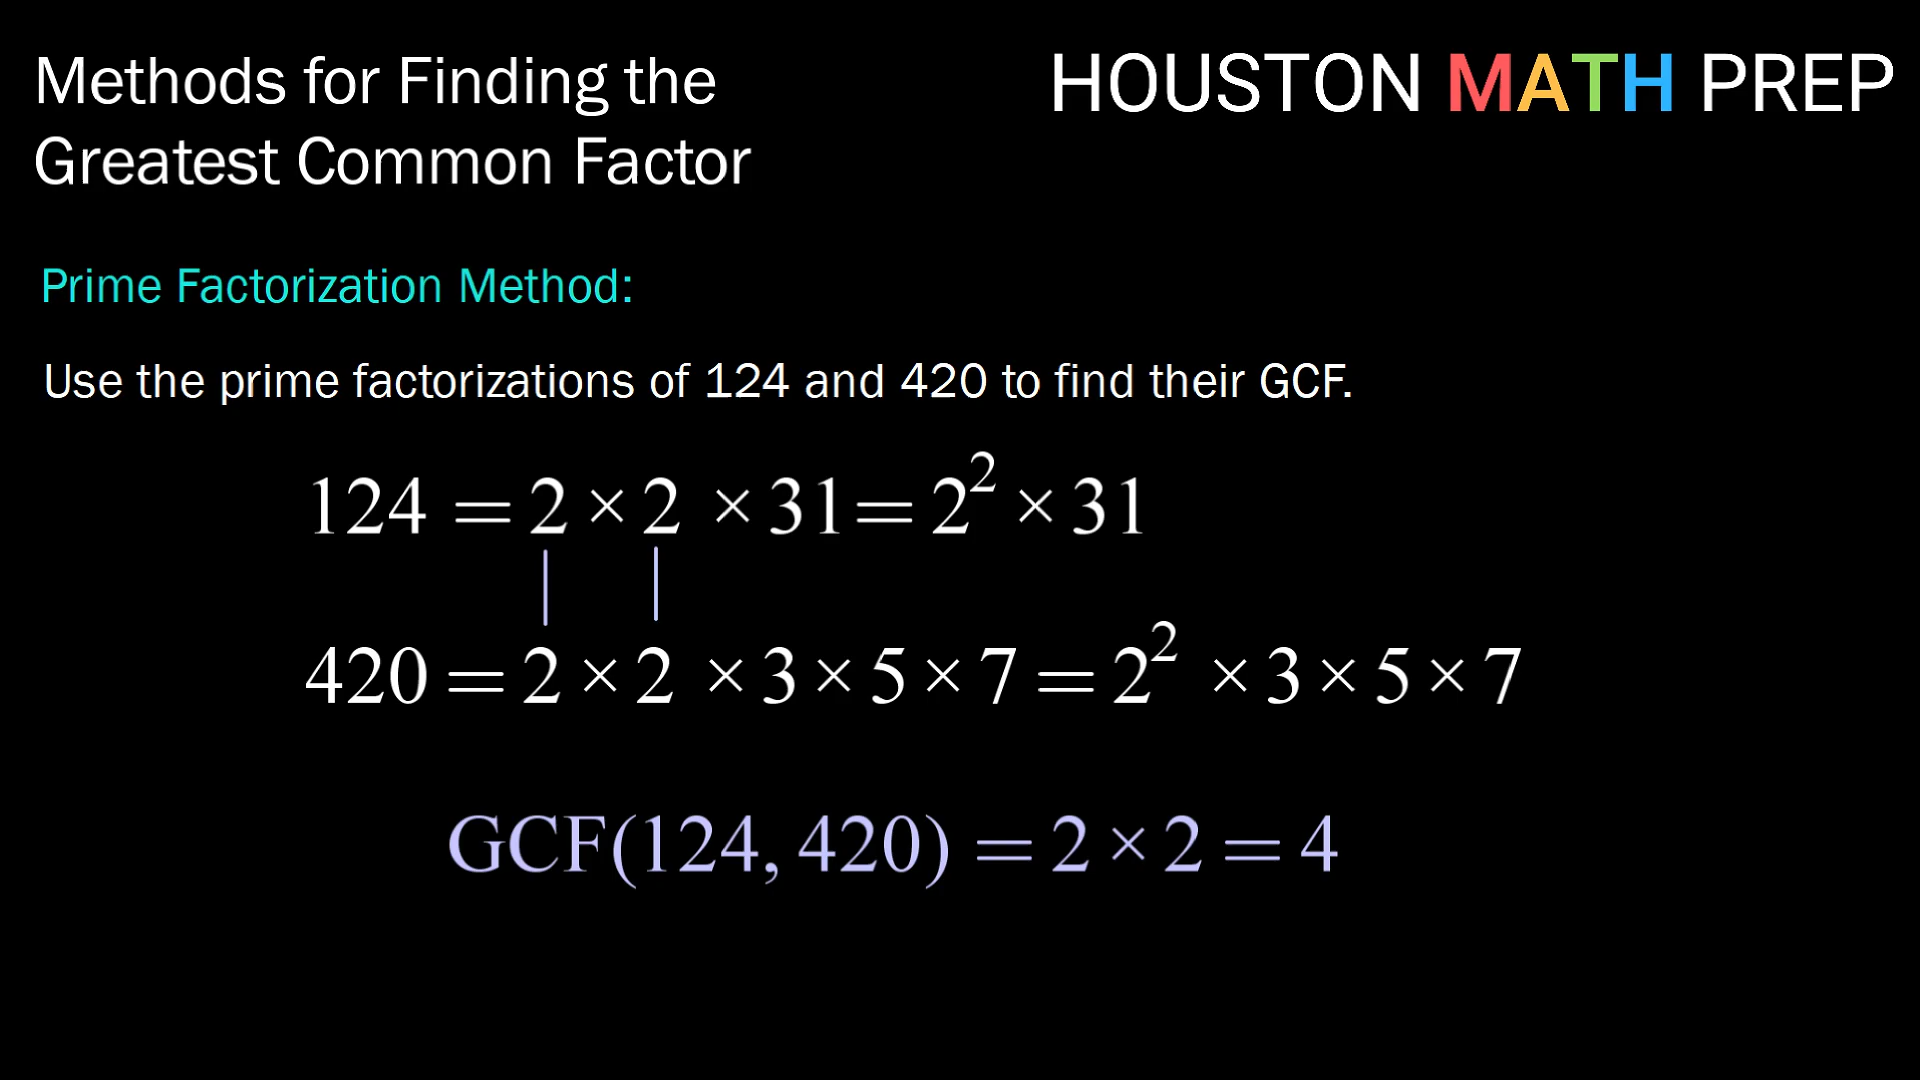 Methods for Finding the
Greatest Common Factor
HOUSTON MATH PREP
Prime Factorization Method:
Use the prime factorizations of 124 and 420 to find their GCF.
124 = 2 × 2 × 31 = 2² × 31
420 = 2 × 2 × 3 × 5 × 7 = 2² × 3 × 5 × 7
GCF(124, 420) = 2 × 2 = 4